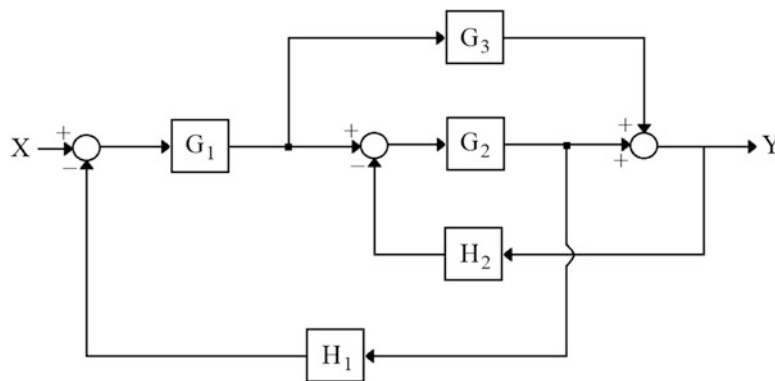 G₃
+
X + G₁ + G₂ + Y
− − +
H₂
H₁